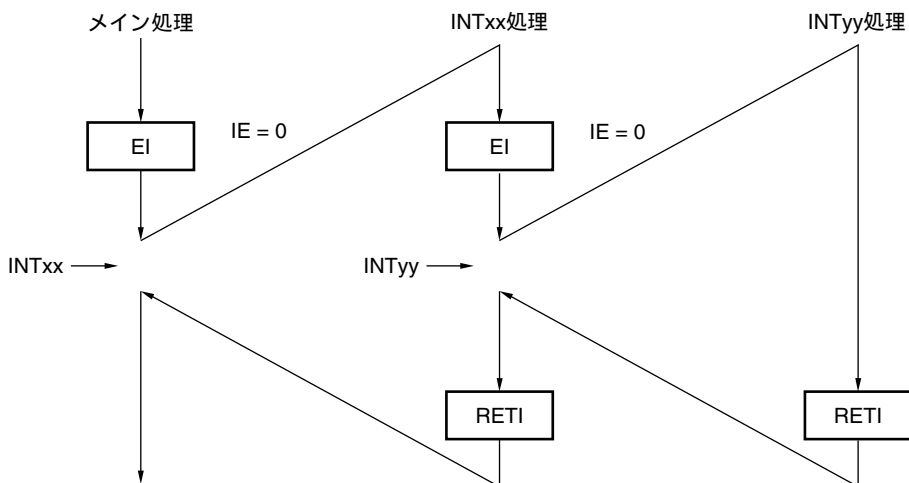 メイン処理
INTxx処理
INTyy処理
IE = 0
IE = 0
EI
EI
INTxx
INTyy
RETI
RETI